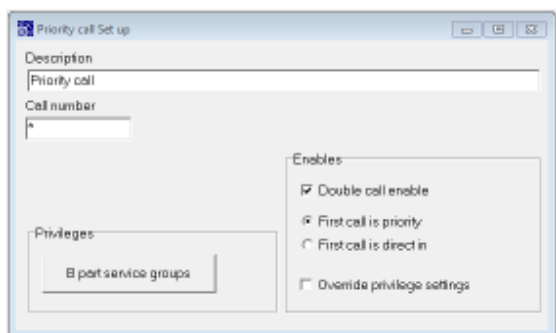 Priority call Set up
Description
Priority call
Call number
*
Enables
Double call enable
First call is priority
First call is direct in
Override privilege settings
Privileges
B part service groups